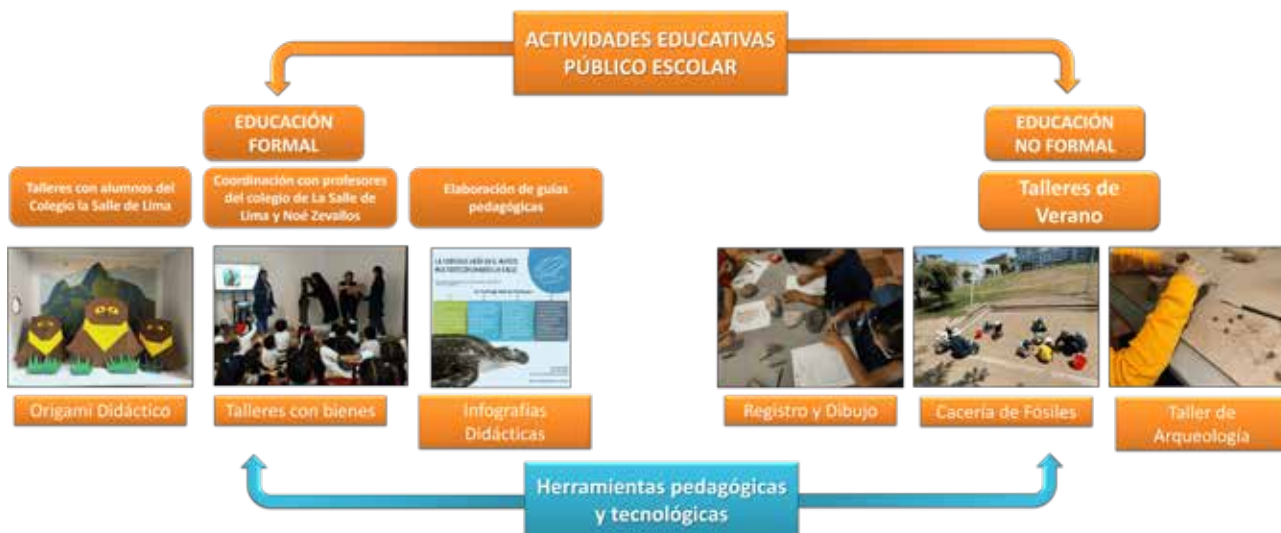 ACTIVIDADES EDUCATIVAS
PÚBLICO ESCOLAR
EDUCACIÓN
FORMAL
EDUCACIÓN
NO FORMAL
Talleres con alumnos del
Colegio la Salle de Lima
Coordinación con profesores
del colegio de La Salle de
Lima y Noé Zevallos
Elaboración de guías
pedagógicas
Talleres de
Verano
Origami Didáctico
Talleres con bienes
Infografías
Didácticas
Registro y Dibujo
Cacería de Fósiles
Taller de
Arqueología
Herramientas pedagógicas
y tecnológicas